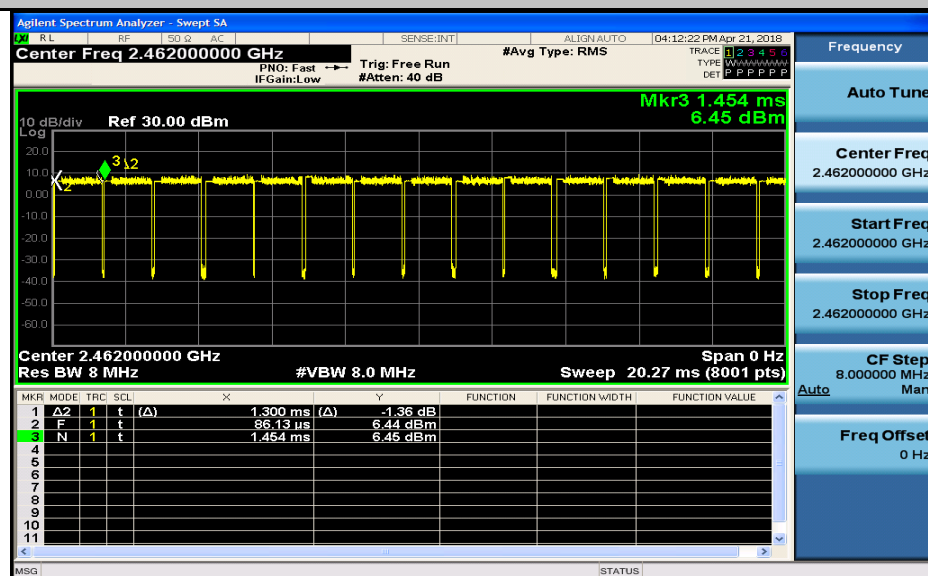 Agilent Spectrum Analyzer - Swept SA
LXI RL RF 50 Ω AC SENSE:INT ALIGN AUTO 04:12:22 PM Apr 21, 2018
Center Freq 2.462000000 GHz #Avg Type: RMS TRACE 1 2 3 4 5 6
PNO: Fast Trig: Free Run TYPE WWWWWW
IFGain:Low #Atten: 40 dB DET P P P P P P
Mkr3 1.454 ms
10 dB/div Ref 30.00 dBm 6.45 dBm
Log
20.0
3 Δ2
10.0
2
0.00
-10.0
-20.0
-30.0
-40.0
-50.0
-60.0
Center 2.462000000 GHz Span 0 Hz
Res BW 8 MHz #VBW 8.0 MHz Sweep 20.27 ms (8001 pts)
MKR MODE TRC SCL X Y FUNCTION FUNCTION WIDTH FUNCTION VALUE
1 Δ2 1 t (Δ) 1.300 ms (Δ) -1.36 dB
2 F 1 t 86.13 µs 6.44 dBm
3 N 1 t 1.454 ms 6.45 dBm
4
5
6
7
8
9
10
11
MSG STATUS
Frequency
Auto Tune
Center Freq
2.462000000 GHz
Start Freq
2.462000000 GHz
Stop Freq
2.462000000 GHz
CF Step
8.000000 MHz
Auto Man
Freq Offset
0 Hz